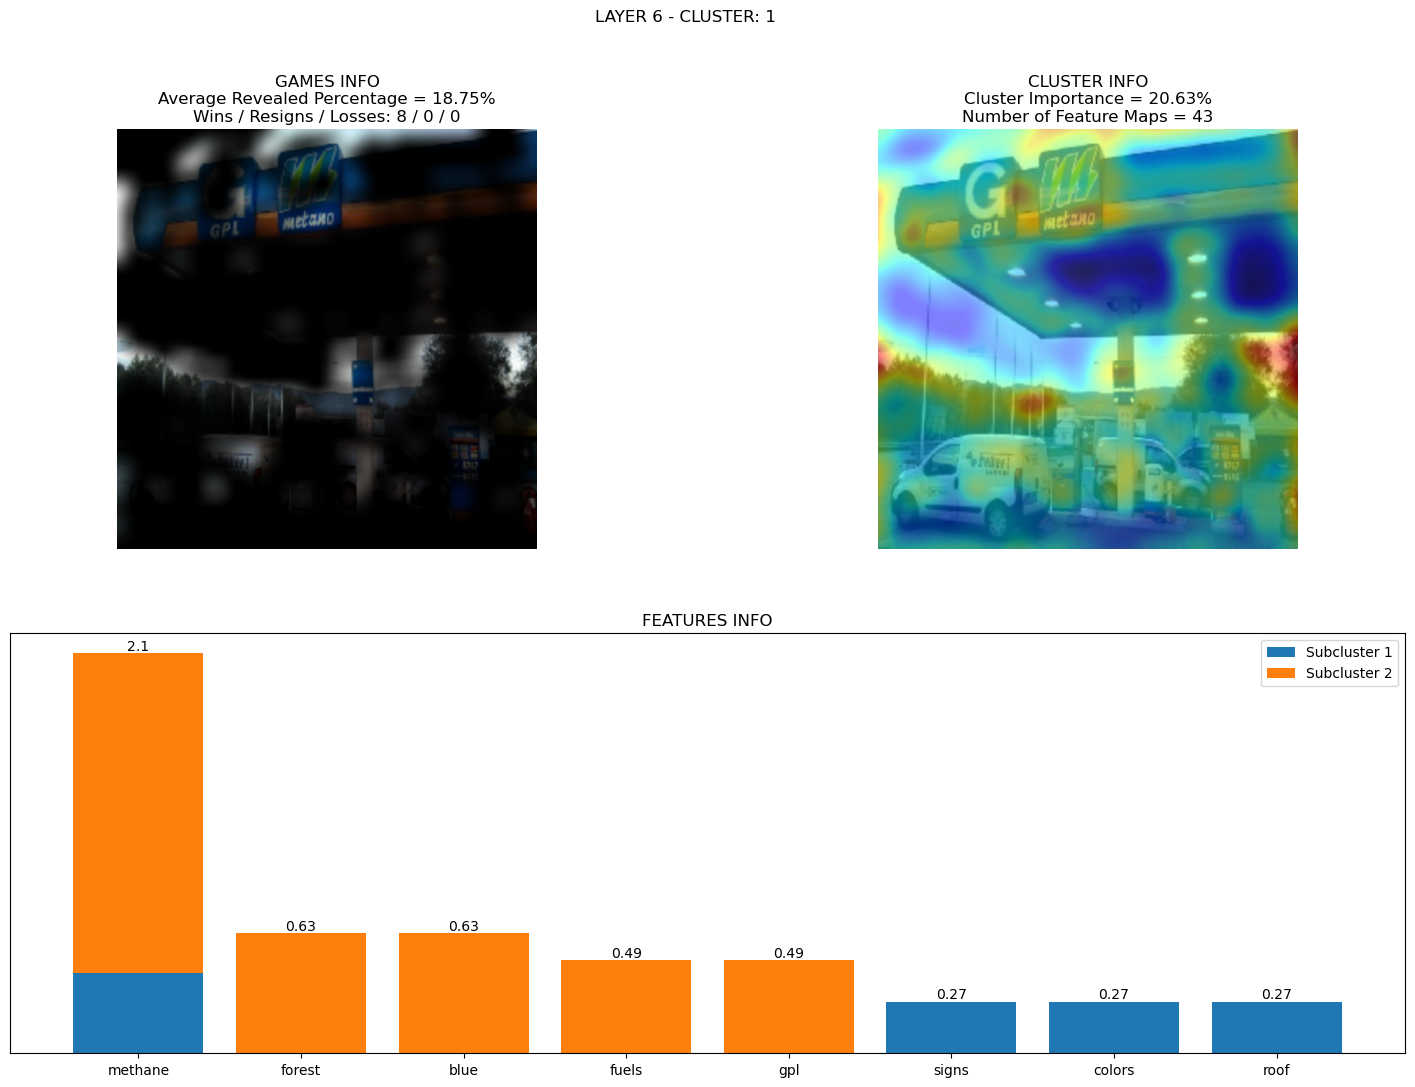 LAYER 6 - CLUSTER: 1
GAMES INFO
Average Revealed Percentage = 18.75%
Wins / Resigns / Losses: 8 / 0 / 0
CLUSTER INFO
Cluster Importance = 20.63%
Number of Feature Maps = 43
G
GPL
metano
G
GPL
metano
FEATURES INFO
Subcluster 1
Subcluster 2
2.1
0.63
0.63
0.49
0.49
0.27
0.27
0.27
methane
forest
blue
fuels
gpl
signs
colors
roof